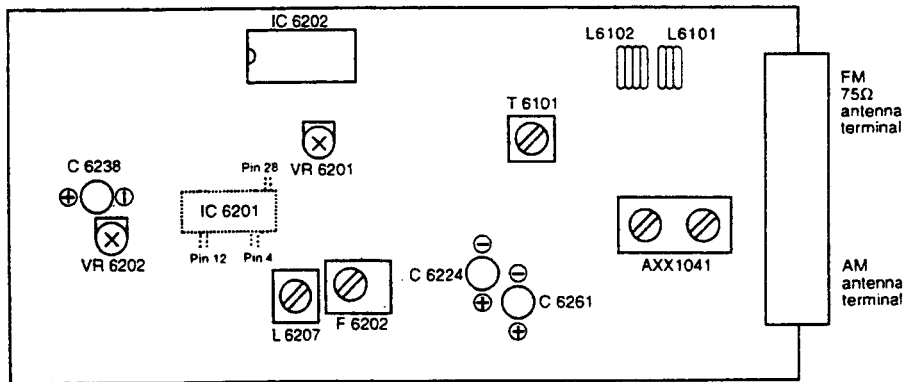 IC 6202
L6102
L6101
FM
75Ω
antenna
terminal
T 6101
VR 6201
C 6238
Pin 28
IC 6201
VR 6202
Pin 12
Pin 4
AXX1041
AM
antenna
terminal
C 6224
C 6261
L 6207
F 6202